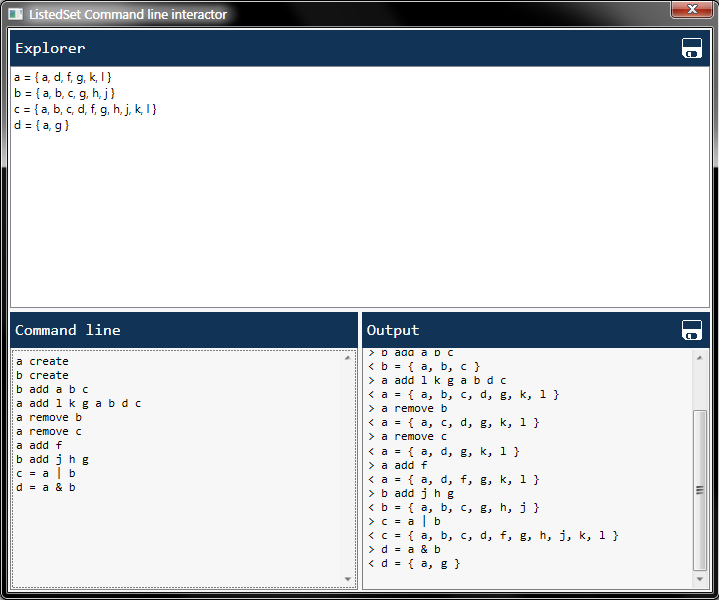 ListedSet Command line interactor
Explorer
a = { a, d, f, g, k, l }
b = { a, b, c, g, h, j }
c = { a, b, c, d, f, g, h, j, k, l }
d = { a, g }
Command line
a create
b create
b add a b c
a add l k g a b d c
a remove b
a remove c
a add f
b add j h g
c = a | b
d = a & b
Output
> b add a b c
< b = { a, b, c }
> a add l k g a b d c
< a = { a, b, c, d, g, k, l }
> a remove b
< a = { a, c, d, g, k, l }
> a remove c
< a = { a, d, g, k, l }
> a add f
< a = { a, d, f, g, k, l }
> b add j h g
< b = { a, b, c, g, h, j }
> c = a | b
< c = { a, b, c, d, f, g, h, j, k, l }
> d = a & b
< d = { a, g }